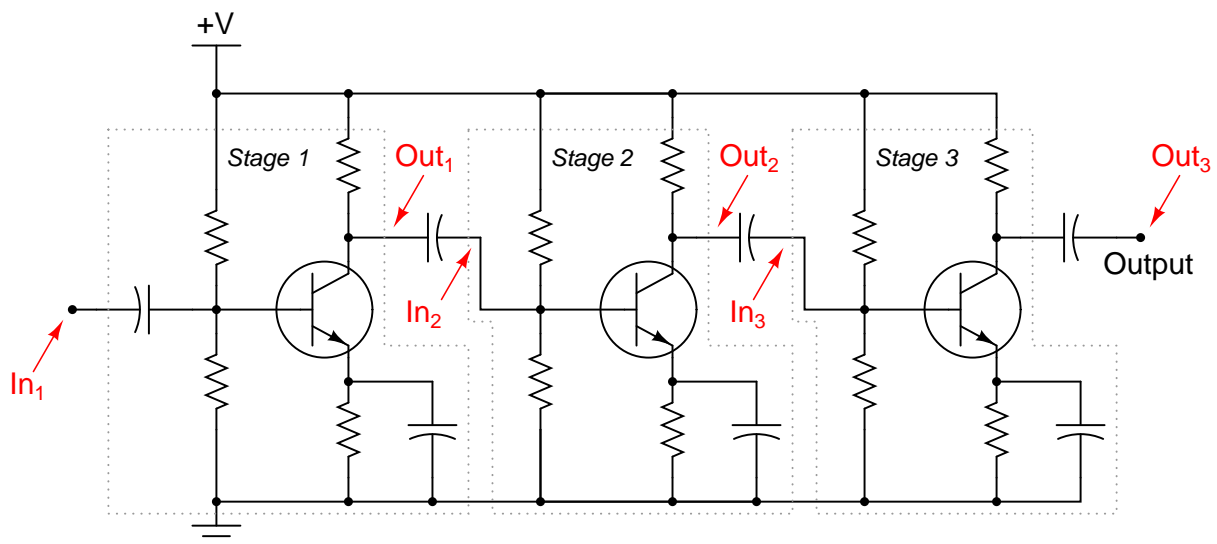 +V
Stage 1
Out₁
Stage 2
Out₂
Stage 3
Out₃
Output
In₁
In₂
In₃